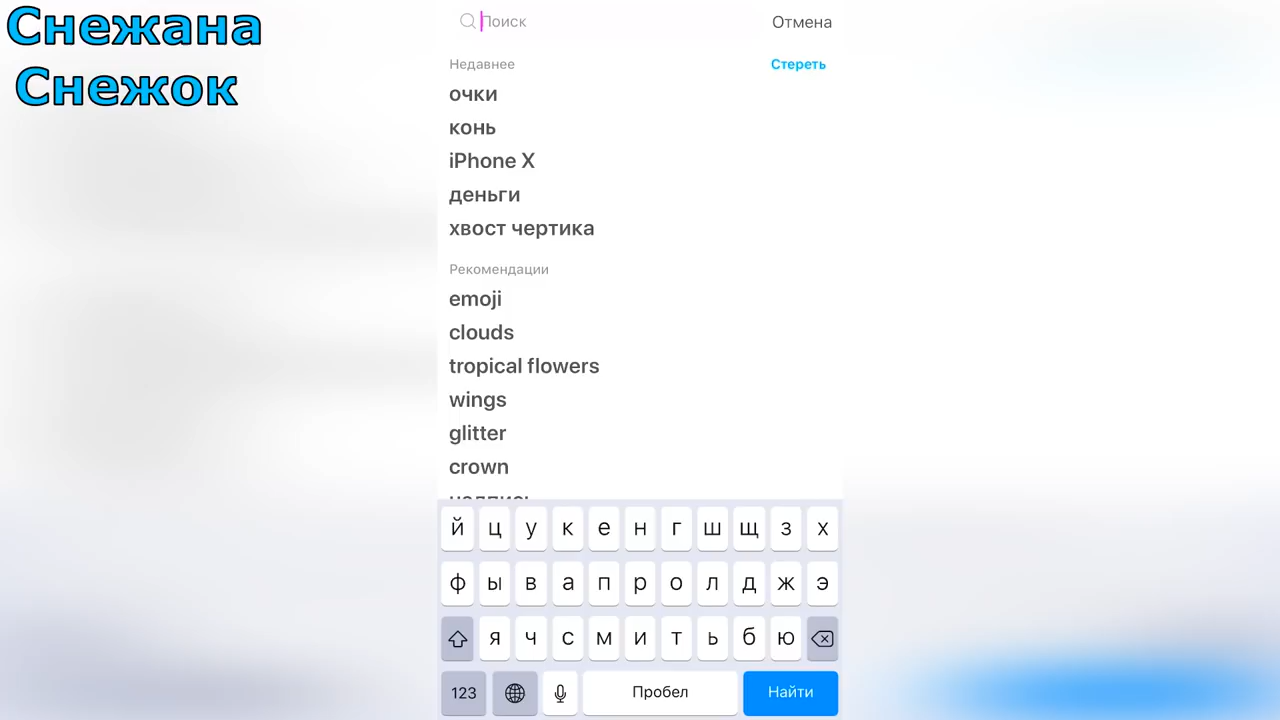 Снежана
Снежок
Поиск
Отмена
Недавнее
Стереть
очки
конь
iPhone X
деньги
хвост чертика
Рекомендации
emoji
clouds
tropical flowers
wings
glitter
crown
й ц у к е н г ш щ з х
ф ы в а п р о л д ж э
я ч с м и т ь б ю
123
Пробел
Найти